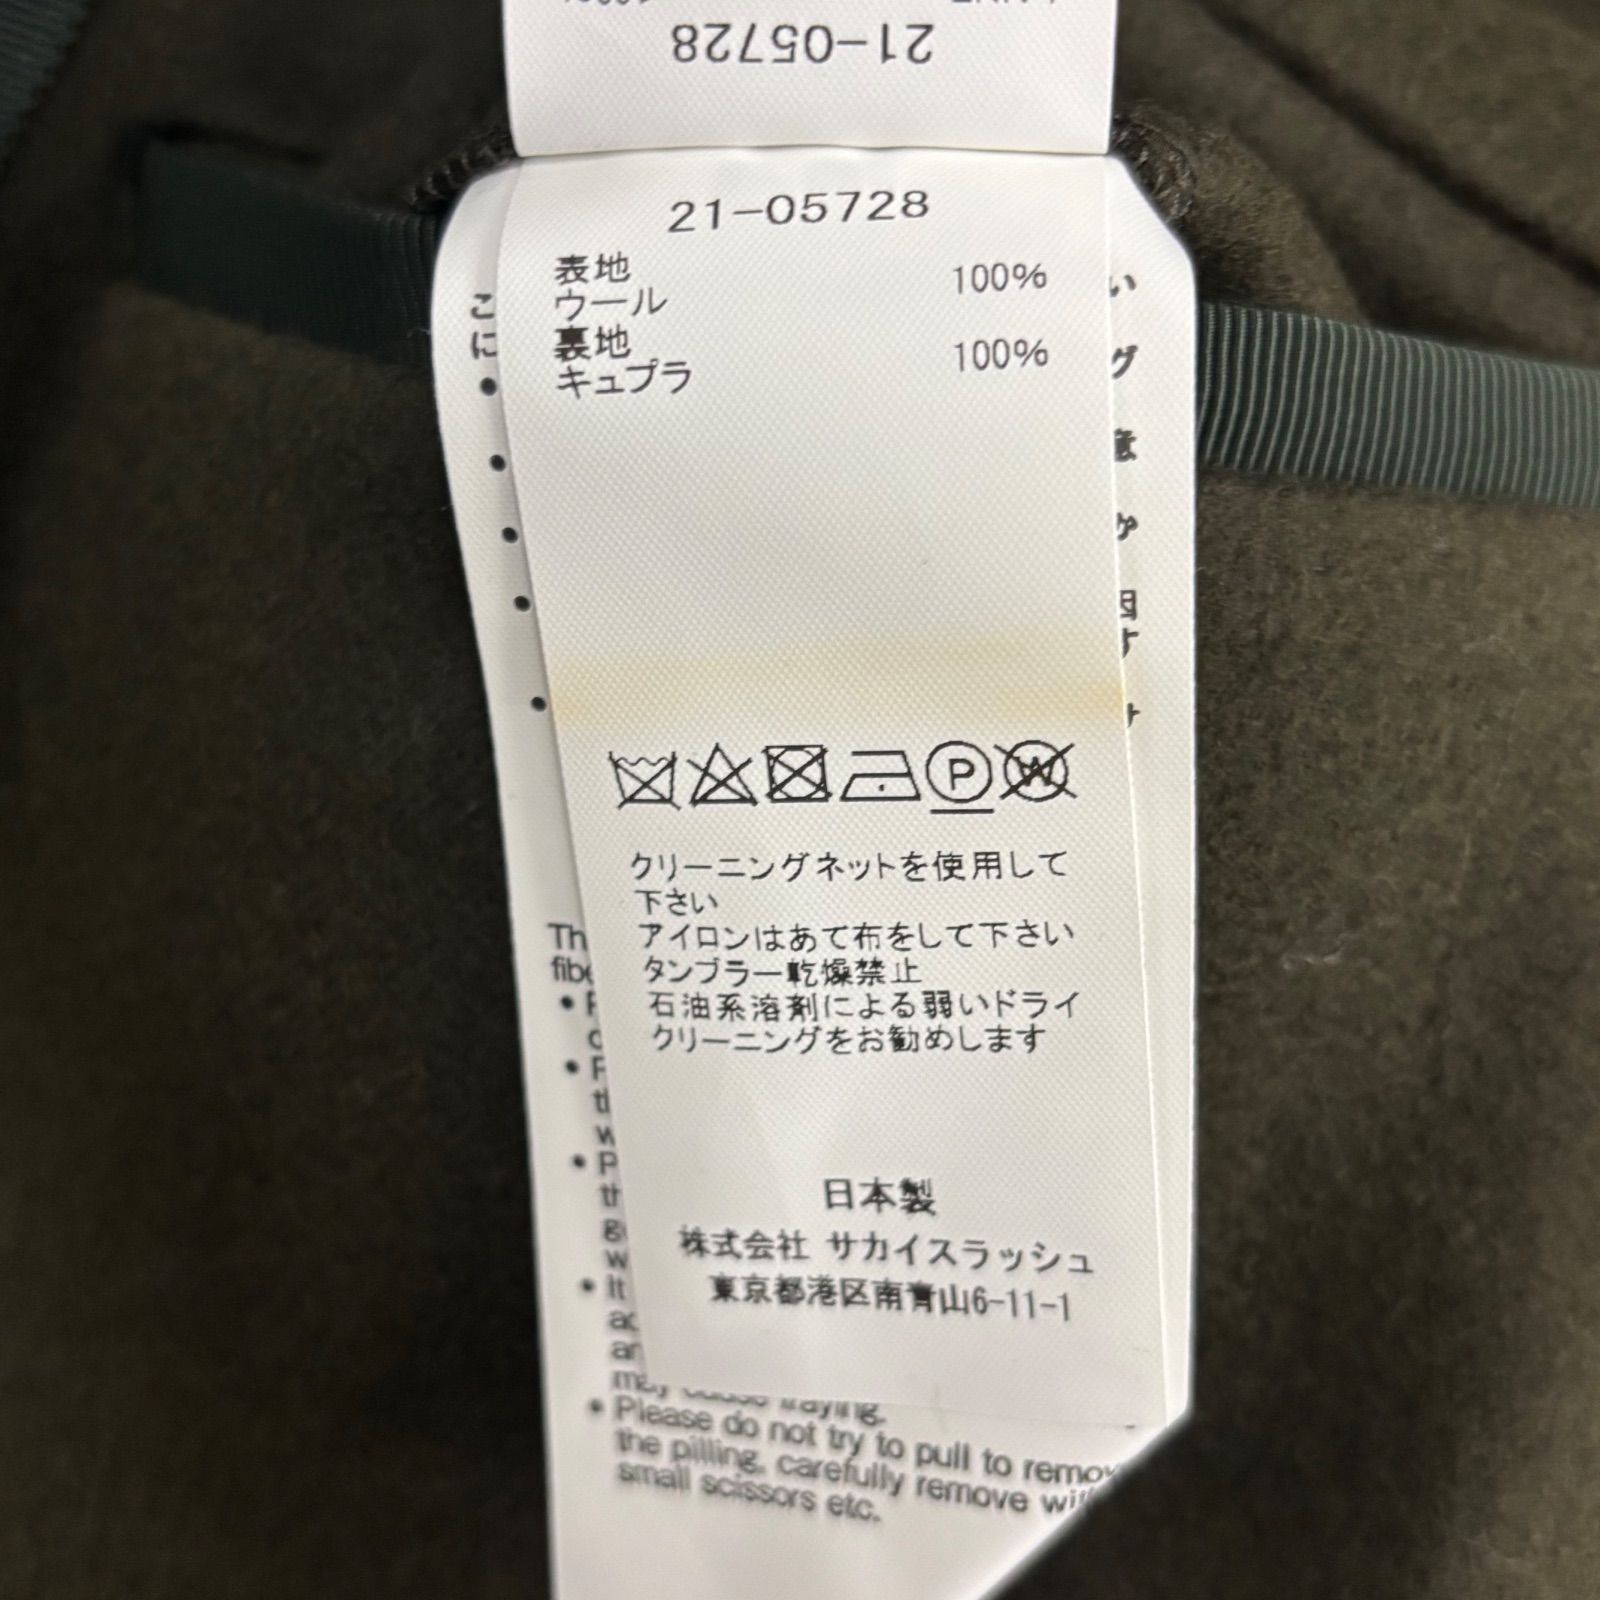 21-05728
21-05728
表地 100%
ウール
裏地 100%
キュプラ
P
W
クリーニングネットを使用して
下さい
アイロンはあて布をして下さい
タンブラー乾燥禁止
石油系溶剤による弱いドライ
クリーニングをお勧めします
日本製
株式会社 サカイスラッシュ
東京都港区南青山6-11-1
may cause fraying.
• Please do not try to pull to remove
the pilling, carefully remove with
small scissors etc.